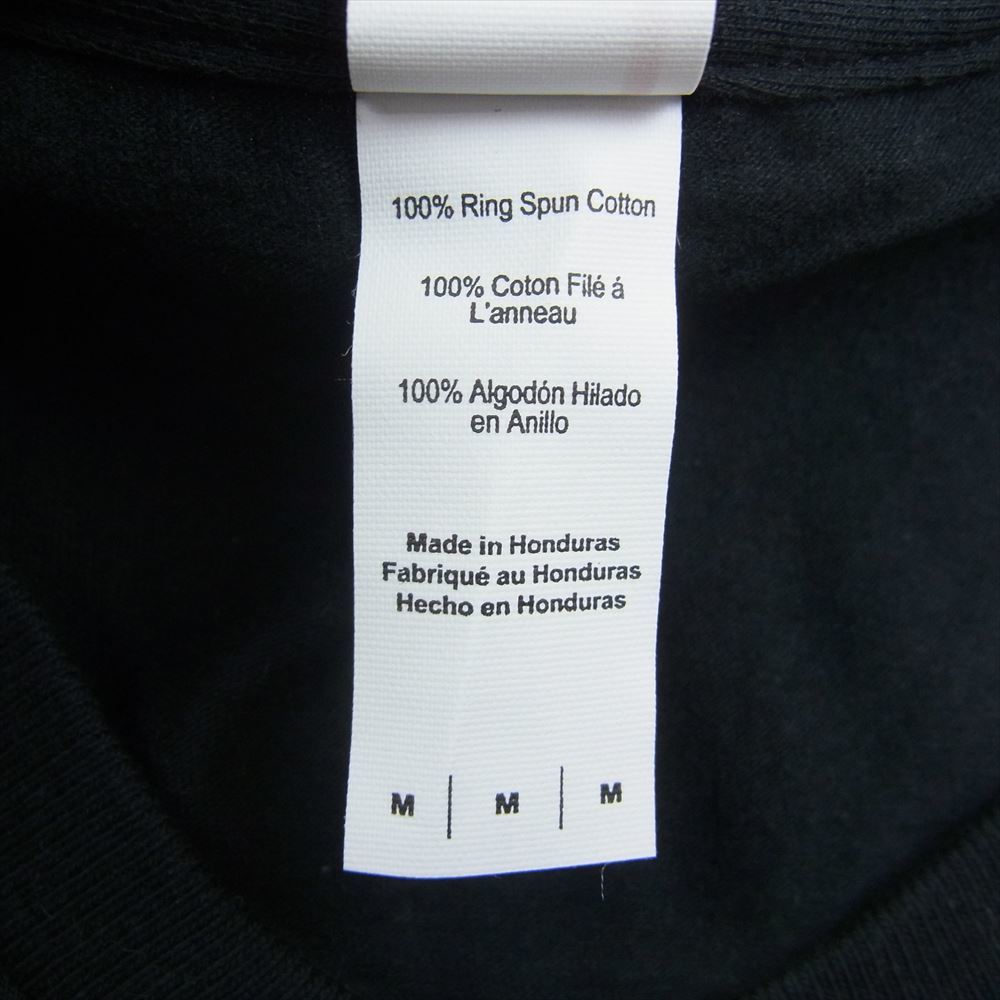 100% Ring Spun Cotton
100% Coton Filé á
L'anneau
100% Algodón Hilado
en Anillo
Made in Honduras
Fabriqué au Honduras
Hecho en Honduras
M | M | M